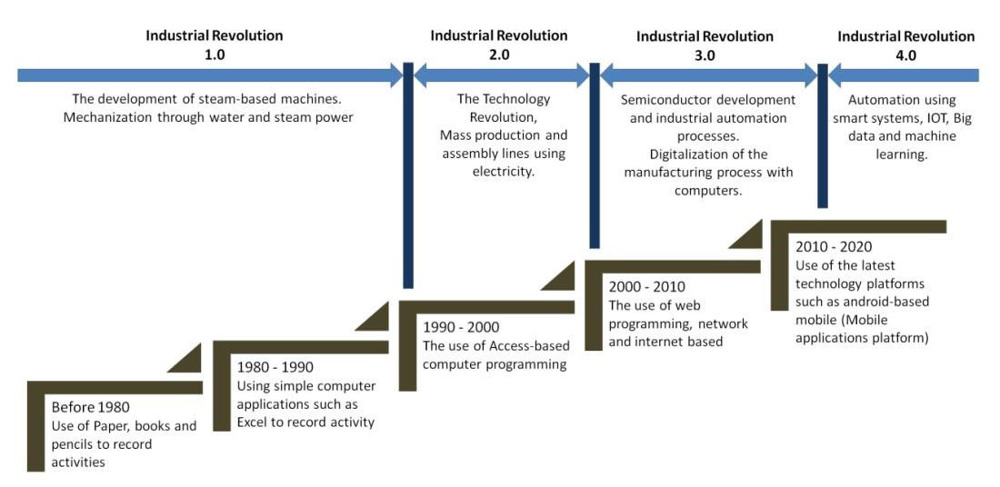 Industrial Revolution
1.0
Industrial Revolution
2.0
Industrial Revolution
3.0
Industrial Revolution
4.0
The development of steam-based machines.
Mechanization through water and steam power
The Technology
Revolution,
Mass production and
assembly lines using
electricity.
Semiconductor development
and industrial automation
processes.
Digitalization of the
manufacturing process with
computers.
Automation using
smart systems, IOT, Big
data and machine
learning.
Before 1980
Use of Paper, books and
pencils to record
activities
1980 - 1990
Using simple computer
applications such as
Excel to record activity
1990 - 2000
The use of Access-based
computer programming
2000 - 2010
The use of web
programming, network
and internet based
2010 - 2020
Use of the latest
technology platforms
such as android-based
mobile (Mobile
applications platform)